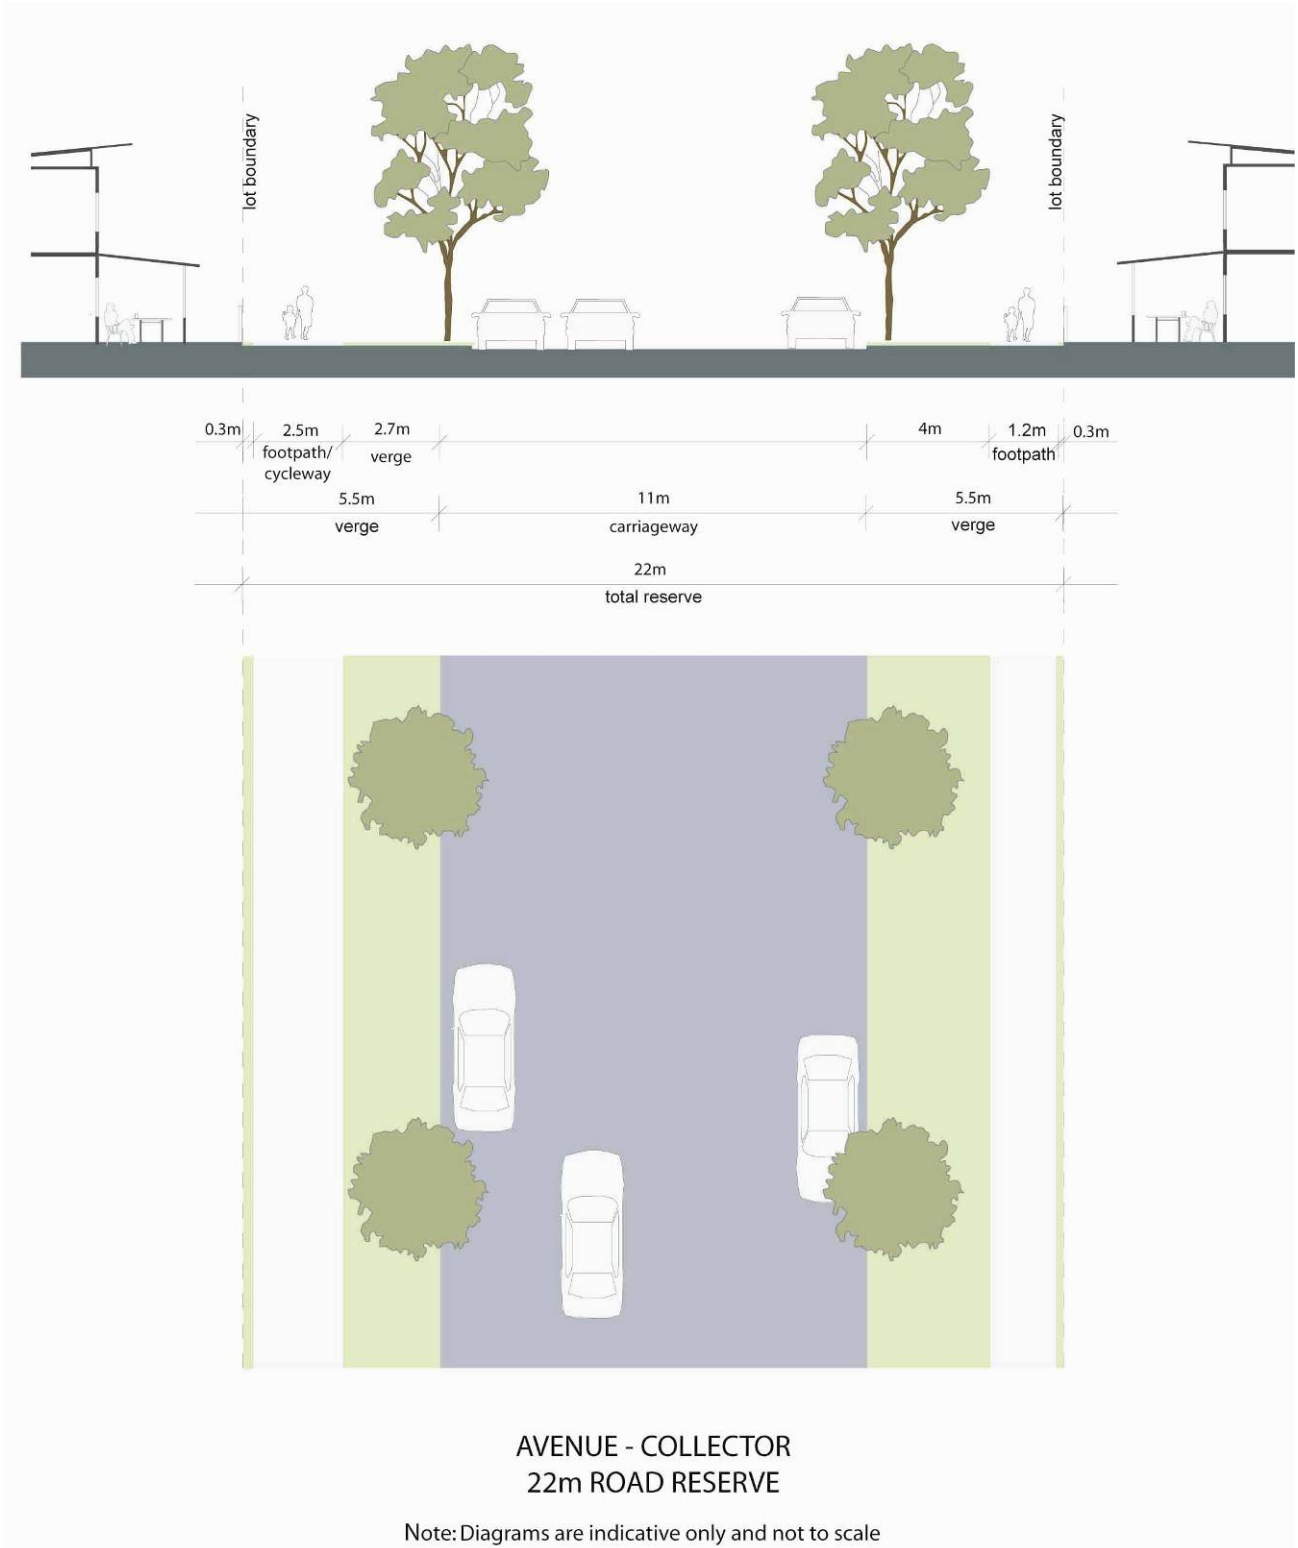 lot boundary
lot boundary
0.3m
2.5m
footpath/
cycleway
2.7m
verge
4m
1.2m
footpath
0.3m
5.5m
verge
11m
carriageway
5.5m
verge
22m
total reserve
AVENUE - COLLECTOR
22m ROAD RESERVE
Note: Diagrams are indicative only and not to scale